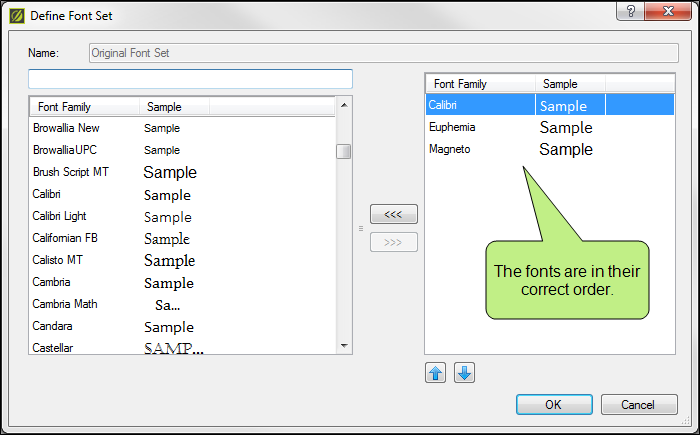 Define Font Set
?
Name: Original Font Set
Font Family Sample
Browallia New Sample
BrowalliaUPC Sample
Brush Script MT Sample
Calibri Sample
Calibri Light Sample
Californian FB Sample
Calisto MT Sample
Cambria Sample
Cambria Math Sa...
Candara Sample
Castellar SAMP...
<<<
>>>
Font Family Sample
Calibri Sample
Euphemia Sample
Magneto Sample
The fonts are in their
correct order.
OK Cancel